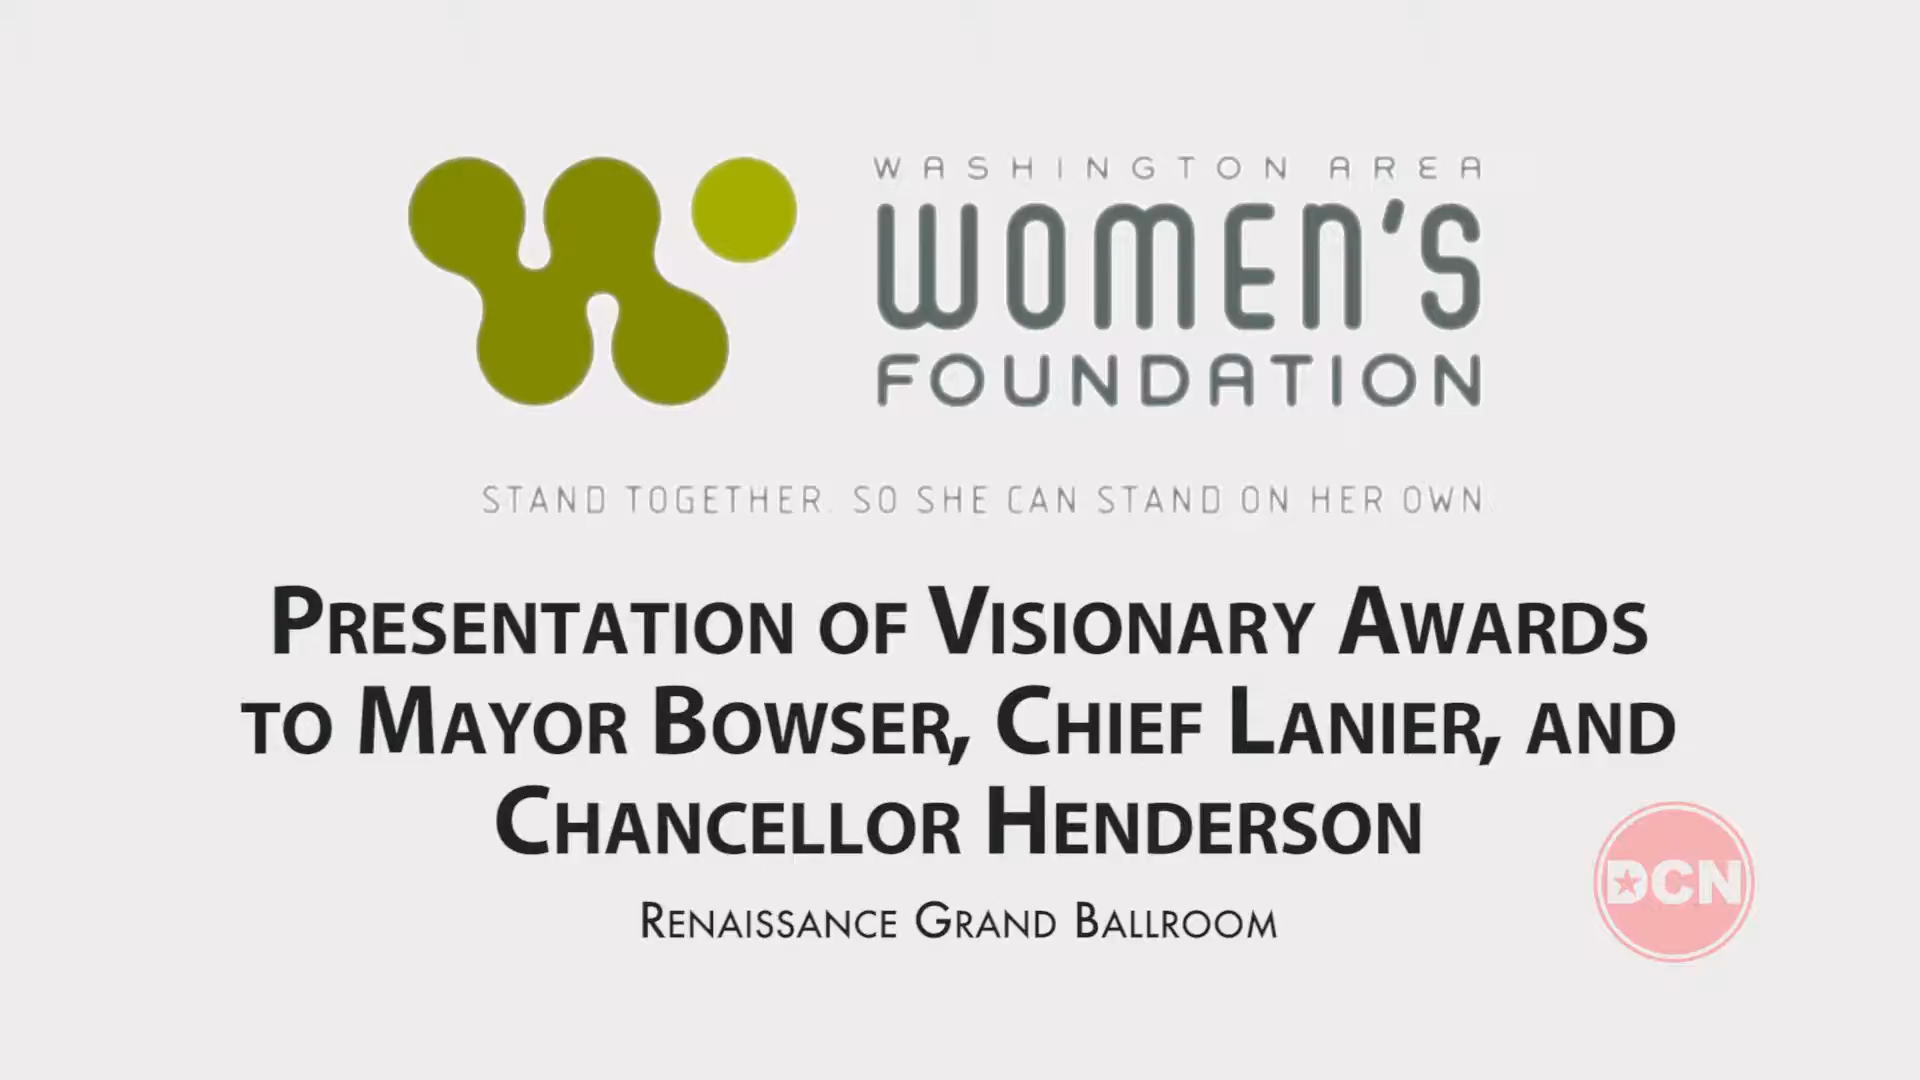 WASHINGTON AREA
WOMEN'S
FOUNDATION
STAND TOGETHER. SO SHE CAN STAND ON HER OWN.
PRESENTATION OF VISIONARY AWARDS
TO MAYOR BOWSER, CHIEF LANIER, AND
CHANCELLOR HENDERSON
RENAISSANCE GRAND BALLROOM
DCN